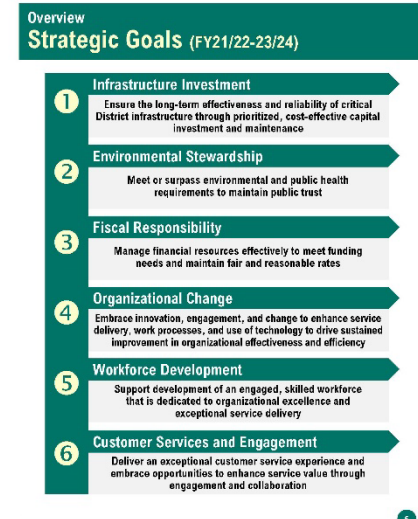 Overview
Strategic Goals (FY21/22-23/24)
1
Infrastructure Investment
Ensure the long-term effectiveness and reliability of critical
District infrastructure through prioritized, cost-effective capital
investment and maintenance
2
Environmental Stewardship
Meet or surpass environmental and public health
requirements to maintain public trust
3
Fiscal Responsibility
Manage financial resources effectively to meet funding
needs and maintain fair and reasonable rates
4
Organizational Change
Embrace innovation, engagement, and change to enhance service
delivery, work processes, and use of technology to drive sustained
improvement in organizational effectiveness and efficiency
5
Workforce Development
Support development of an engaged, skilled workforce
that is dedicated to organizational excellence and
exceptional service delivery
6
Customer Services and Engagement
Deliver an exceptional customer service experience and
embrace opportunities to enhance service value through
engagement and collaboration